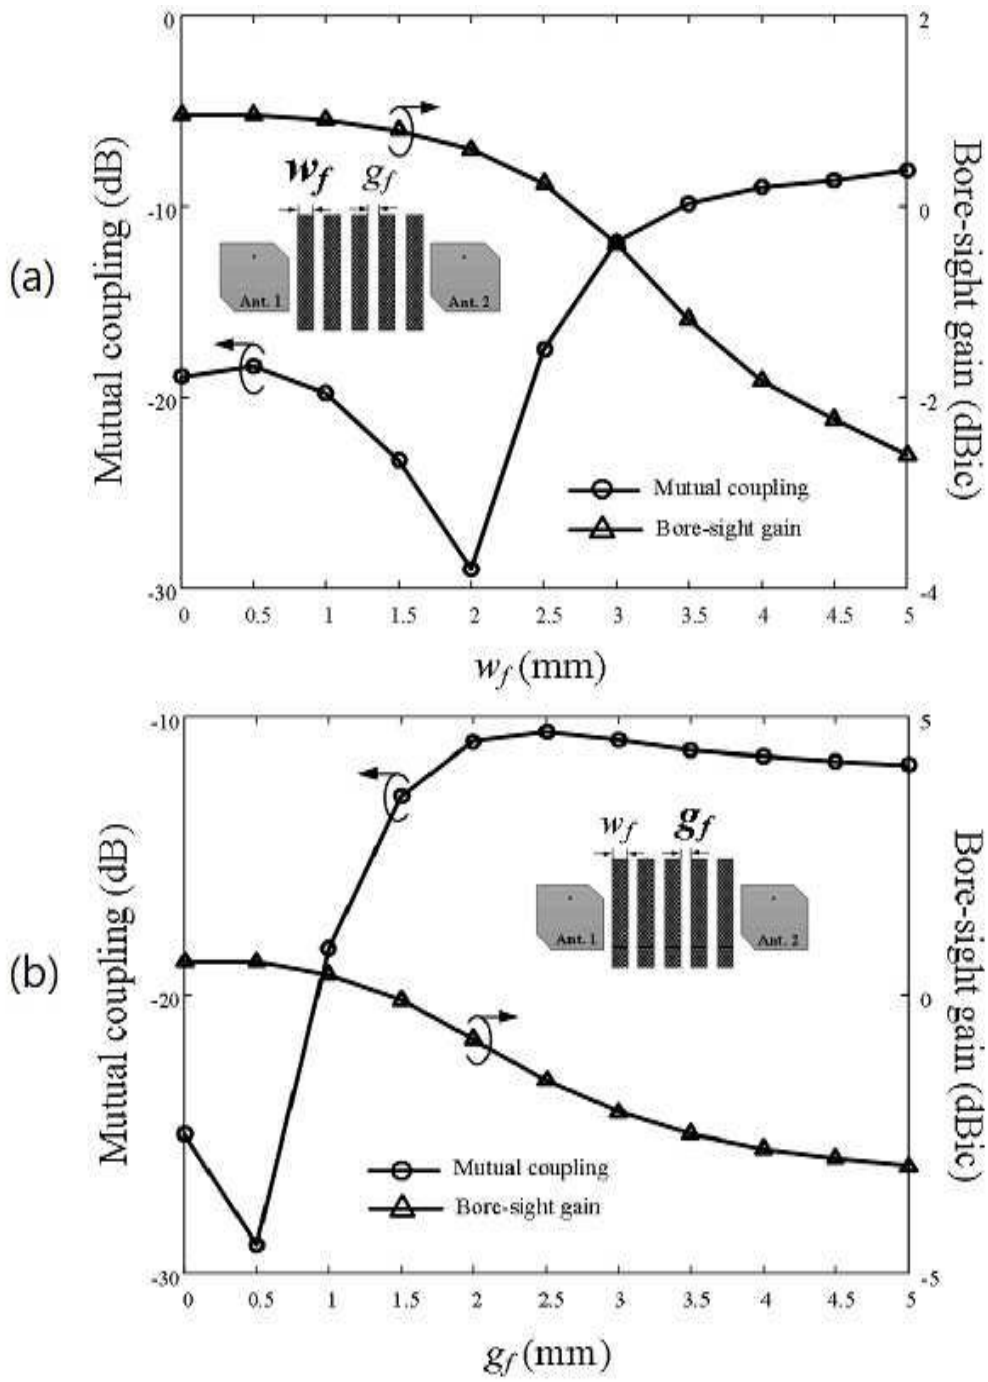 (a)
Mutual coupling (dB)
0
-10
-20
-30
2
0
-2
-4
Bore-sight gain (dBic)
w_f
g_f
Ant. 1
Ant. 2
Mutual coupling
Bore-sight gain
0 0.5 1 1.5 2 2.5 3 3.5 4 4.5 5
w_f (mm)
(b)
Mutual coupling (dB)
-10
-20
-30
5
0
-5
Bore-sight gain (dBic)
w_f
g_f
Ant. 1
Ant. 2
Mutual coupling
Bore-sight gain
0 0.5 1 1.5 2 2.5 3 3.5 4 4.5 5
g_f (mm)